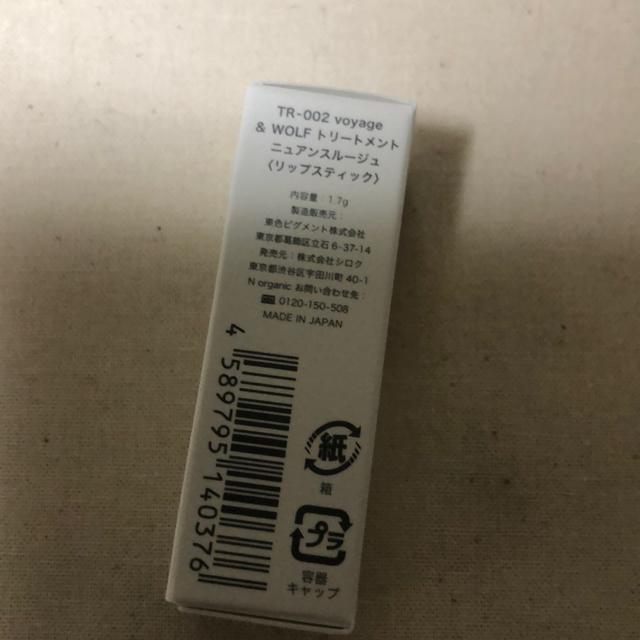 TR-002 voyage
& WOLF トリートメント
ニュアンスルージュ
(リップスティック)
内容量:1.7g
製造販売元:
東色ピグメント株式会社
東京都葛飾区立石 6-37-14
発売元:株式会社シロク
東京都渋谷区宇田川町 40-1
N organic お問い合わせ先:
☎ 0120-150-508
MADE IN JAPAN
4 589795 140376
紙
箱
プラ
容器
キャップ